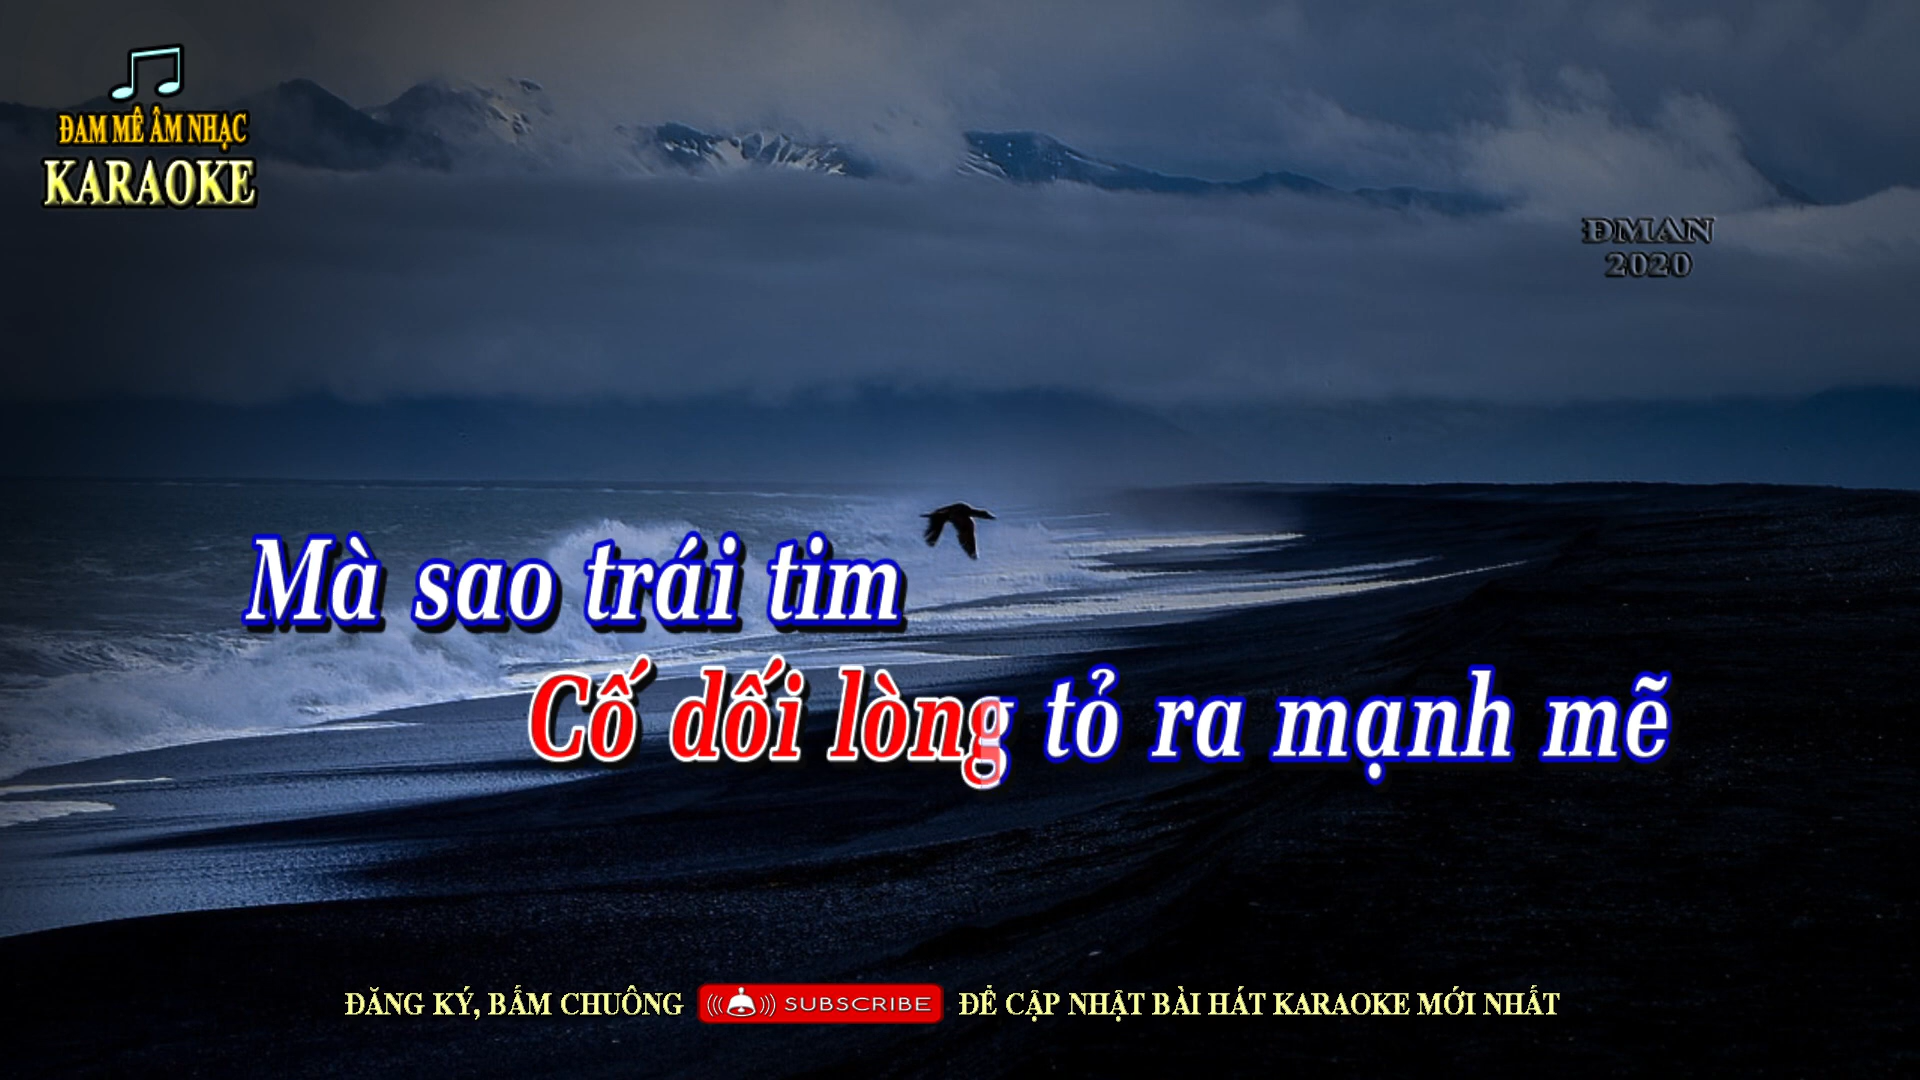 ĐAM MÊ ÂM NHẠC
KARAOKE
ĐMAN
2020
Mà sao trái tim
Cố dối lòng tỏ ra mạnh mẽ
ĐĂNG KÝ, BẤM CHUÔNG SUBSCRIBE ĐỂ CẬP NHẬT BÀI HÁT KARAOKE MỚI NHẤT